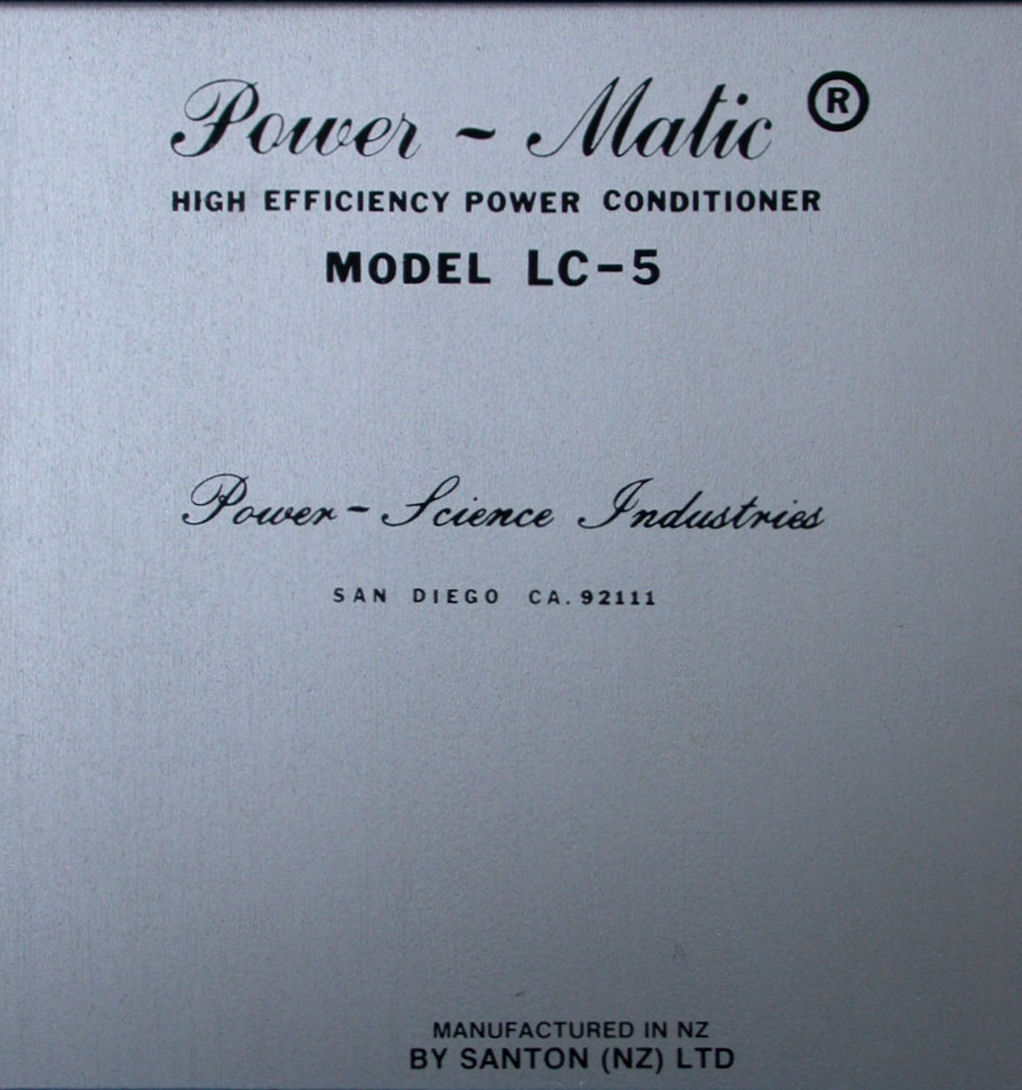 Power - Matic ®
HIGH EFFICIENCY POWER CONDITIONER
MODEL LC-5
Power - Science Industries
SAN DIEGO CA. 92111
MANUFACTURED IN NZ
BY SANTON (NZ) LTD